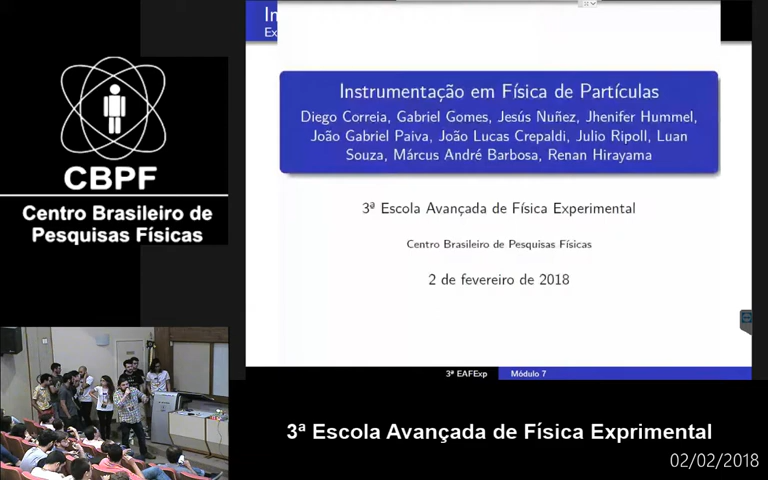 CBPF
Centro Brasileiro de
Pesquisas Físicas
In
Ex
Instrumentação em Física de Partículas
Diego Correia, Gabriel Gomes, Jesús Nuñez, Jhenifer Hummel,
João Gabriel Paiva, João Lucas Crepaldi, Julio Ripoll, Luan
Souza, Márcus André Barbosa, Renan Hirayama
3ª Escola Avançada de Física Experimental
Centro Brasileiro de Pesquisas Físicas
2 de fevereiro de 2018
3ª EAFExp Módulo 7
3ª Escola Avançada de Física Exprimental
02/02/2018